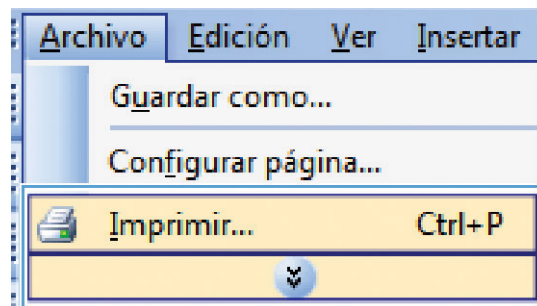 Archivo Edición Ver Insertar
Guardar como...
Configurar página...
Imprimir... Ctrl+P